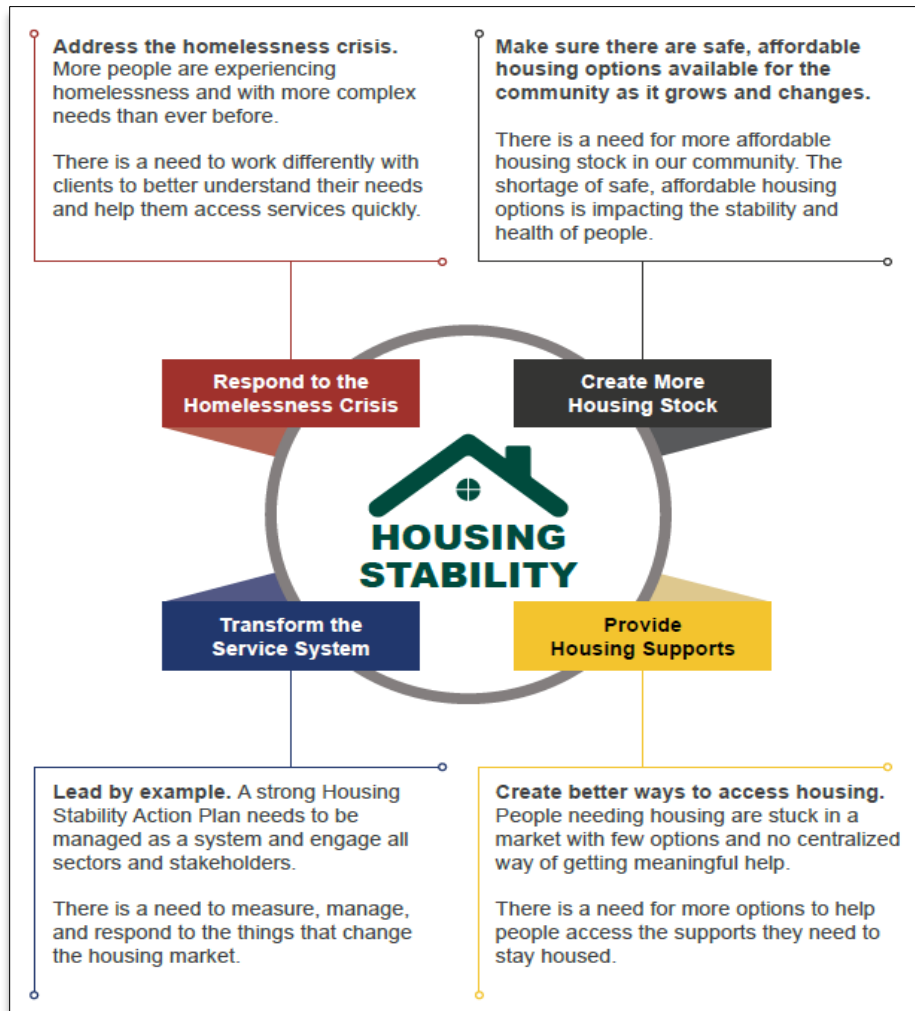 Address the homelessness crisis.
More people are experiencing
homelessness and with more complex
needs than ever before.
There is a need to work differently with
clients to better understand their needs
and help them access services quickly.
Make sure there are safe, affordable
housing options available for the
community as it grows and changes.
There is a need for more affordable
housing stock in our community. The
shortage of safe, affordable housing
options is impacting the stability and
health of people.
Respond to the
Homelessness Crisis
Create More
Housing Stock
HOUSING
STABILITY
Transform the
Service System
Provide
Housing Supports
Lead by example. A strong Housing
Stability Action Plan needs to be
managed as a system and engage all
sectors and stakeholders.
There is a need to measure, manage,
and respond to the things that change
the housing market.
Create better ways to access housing.
People needing housing are stuck in a
market with few options and no centralized
way of getting meaningful help.
There is a need for more options to help
people access the supports they need to
stay housed.